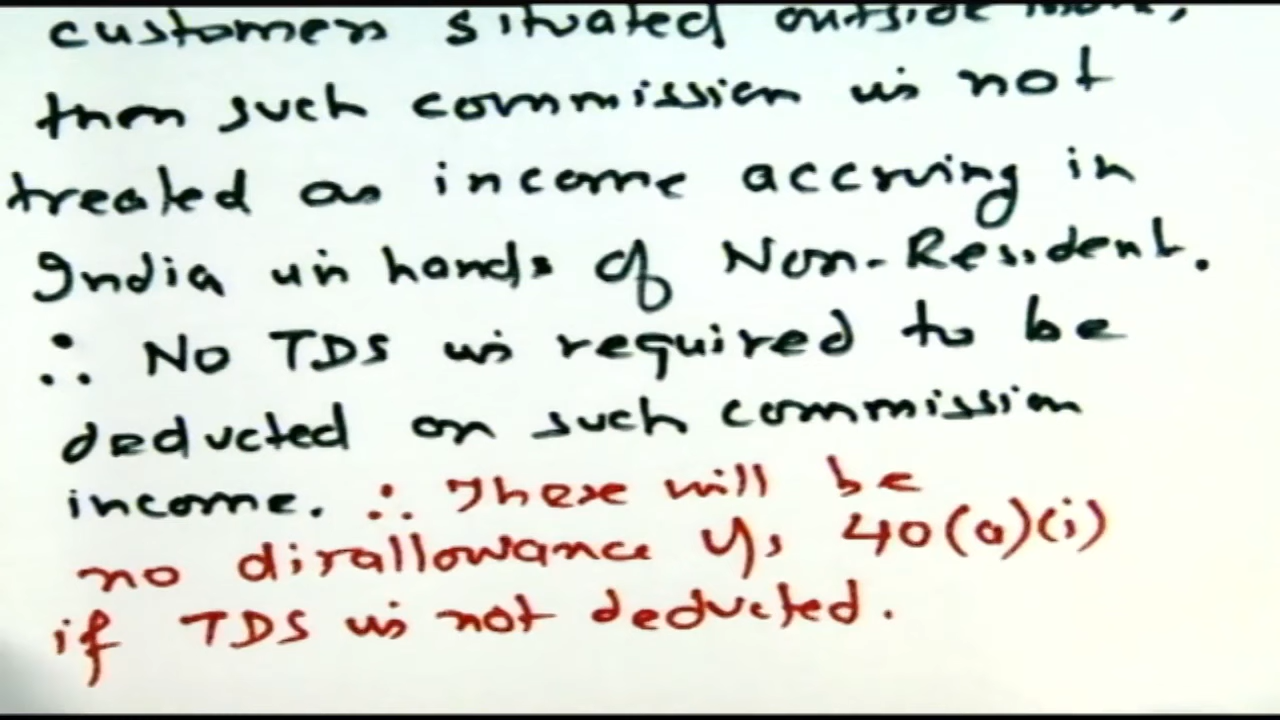 customers situated outside
then such commission is not
treated as income accruing in
India in hands of Non-Resident.
∴ No TDS is required to be
deducted on such commission
income. ∴ There will be
no disallowance u/s 40(a)(i)
if TDS is not deducted.